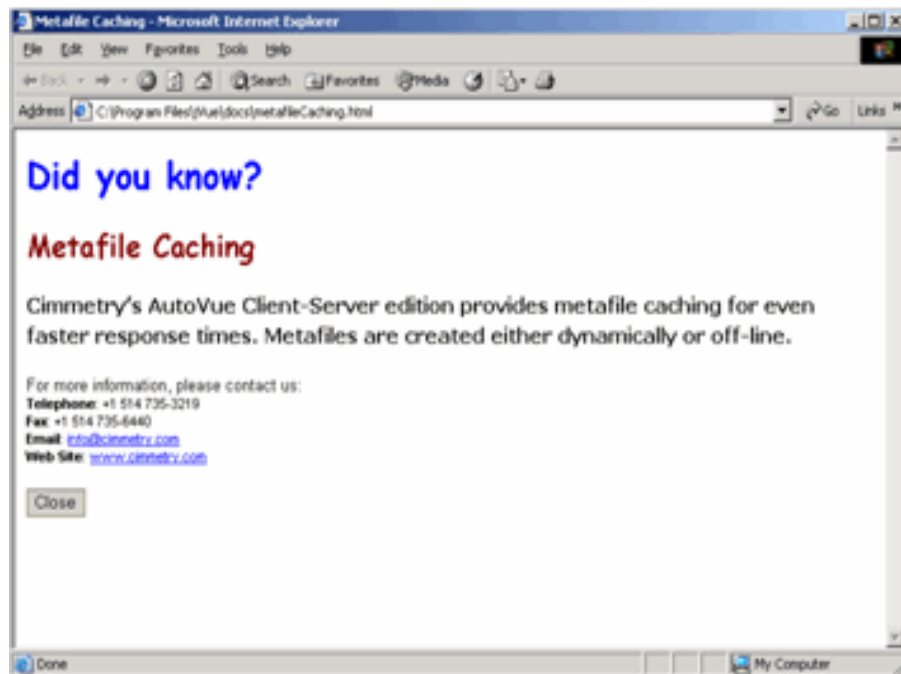 Metafile Caching - Microsoft Internet Explorer
File Edit View Favorites Tools Help
Back Search Favorites Media
Address C:\Program Files\jVue\docs\metafileCaching.html Go Links »
Did you know?
Metafile Caching
Cimmetry's AutoVue Client-Server edition provides metafile caching for even
faster response times. Metafiles are created either dynamically or off-line.
For more information, please contact us:
Telephone: +1 514 735-3219
Fax: +1 514 735-6440
Email: info@cimmetry.com
Web Site: www.cimmetry.com
Close
Done My Computer